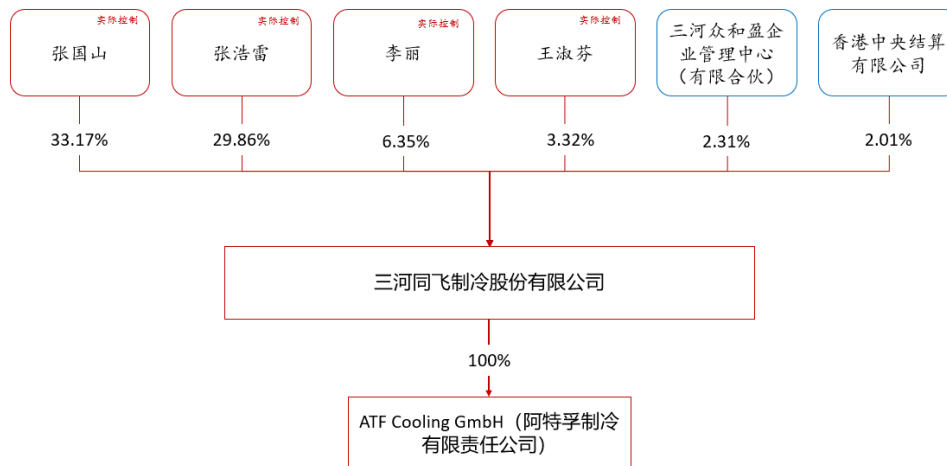 实际控制
张国山
实际控制
张浩雷
实际控制
李丽
实际控制
王淑芬
三河众和盈企
业管理中心
（有限合伙）
香港中央结算
有限公司
33.17%
29.86%
6.35%
3.32%
2.31%
2.01%
三河同飞制冷股份有限公司
100%
ATF Cooling GmbH（阿特孚制冷
有限责任公司）